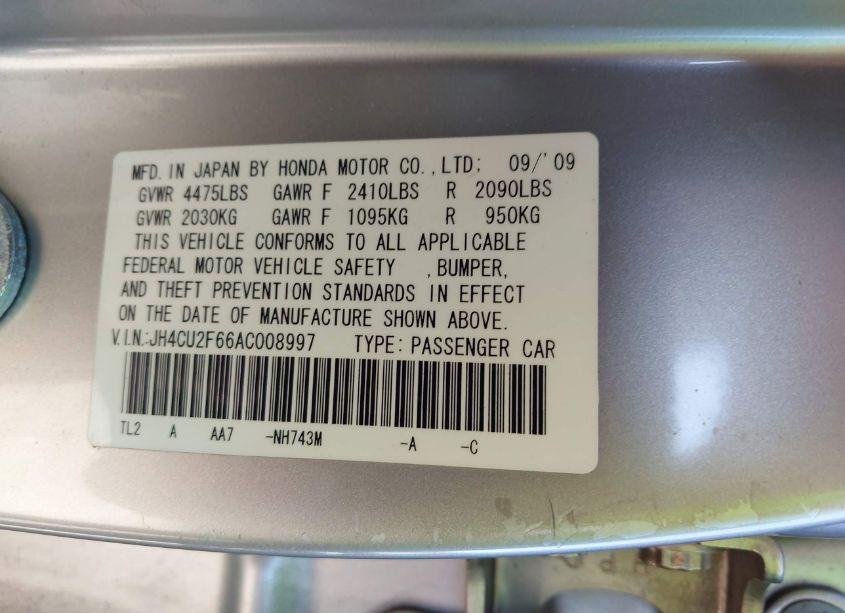 MFD. IN JAPAN BY HONDA MOTOR CO., LTD; 09/'09
GVWR 4475LBS GAWR F 2410LBS R 2090LBS
GVWR 2030KG GAWR F 1095KG R 950KG
THIS VEHICLE CONFORMS TO ALL APPLICABLE
FEDERAL MOTOR VEHICLE SAFETY , BUMPER,
AND THEFT PREVENTION STANDARDS IN EFFECT
ON THE DATE OF MANUFACTURE SHOWN ABOVE.
V.I.N.:JH4CU2F66AC008997 TYPE: PASSENGER CAR
TL2 A AA7 -NH743M -A -C